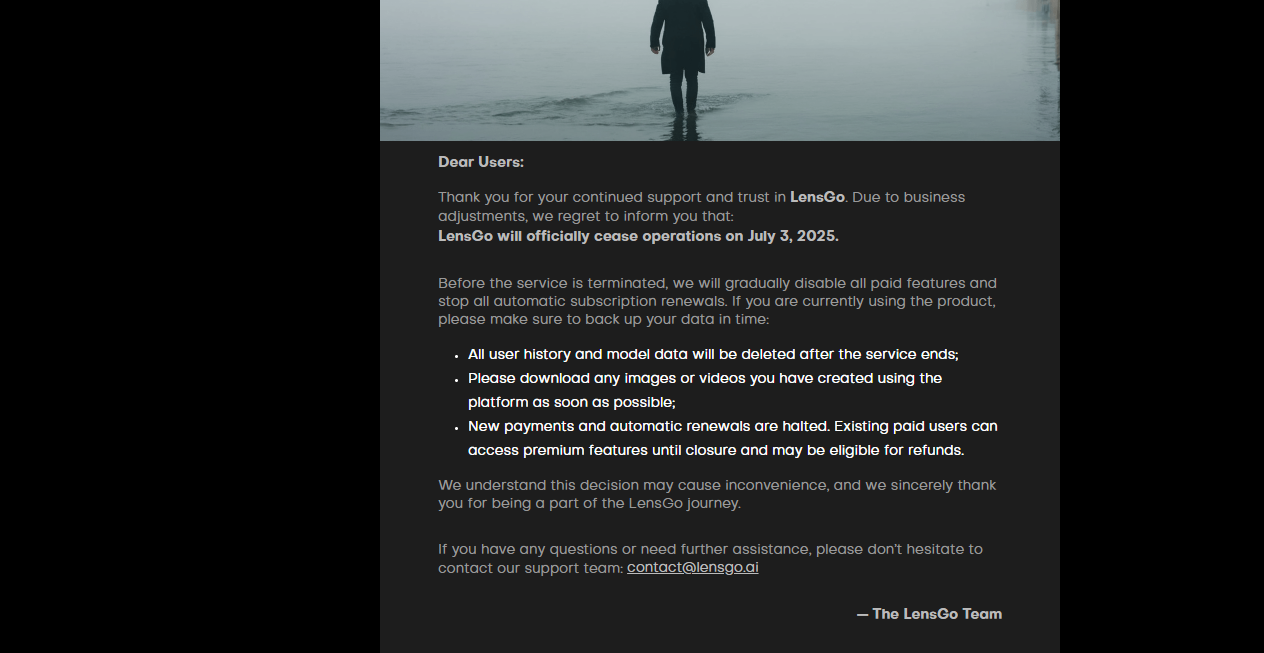 Dear Users:
Thank you for your continued support and trust in LensGo. Due to business
adjustments, we regret to inform you that:
LensGo will officially cease operations on July 3, 2025.
Before the service is terminated, we will gradually disable all paid features and
stop all automatic subscription renewals. If you are currently using the product,
please make sure to back up your data in time:
• All user history and model data will be deleted after the service ends;
• Please download any images or videos you have created using the
platform as soon as possible;
• New payments and automatic renewals are halted. Existing paid users can
access premium features until closure and may be eligible for refunds.
We understand this decision may cause inconvenience, and we sincerely thank
you for being a part of the LensGo journey.
If you have any questions or need further assistance, please don't hesitate to
contact our support team: contact@lensgo.ai
— The LensGo Team